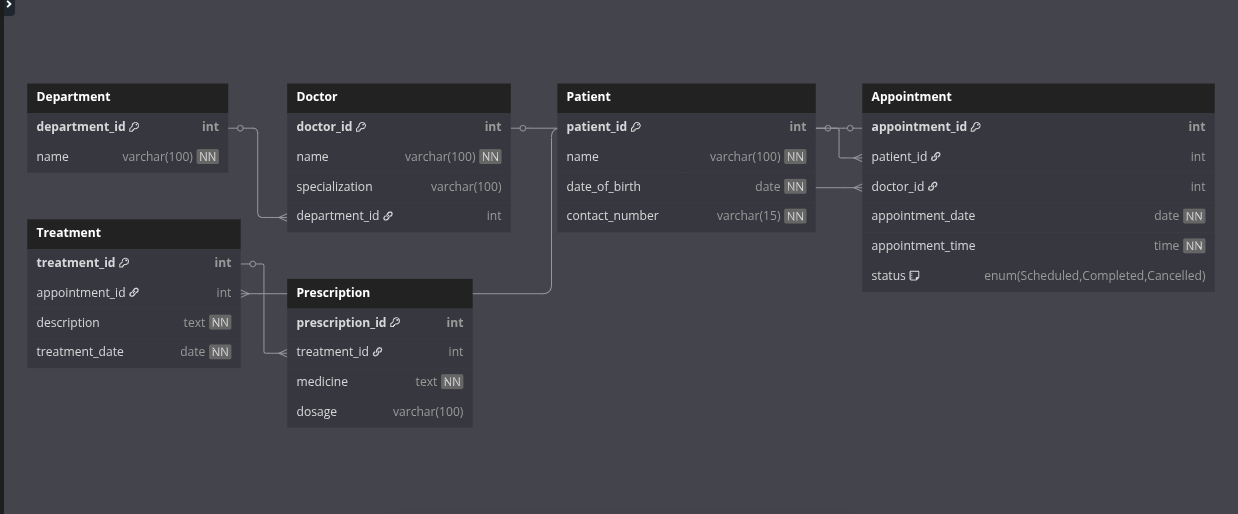 Department
department_id int
name varchar(100) NN
Doctor
doctor_id int
name varchar(100) NN
specialization varchar(100)
department_id int
Patient
patient_id int
name varchar(100) NN
date_of_birth date NN
contact_number varchar(15) NN
Appointment
appointment_id int
patient_id int
doctor_id int
appointment_date date NN
appointment_time time NN
status enum(Scheduled,Completed,Cancelled)
Treatment
treatment_id int
appointment_id int
description text NN
treatment_date date NN
Prescription
prescription_id int
treatment_id int
medicine text NN
dosage varchar(100)